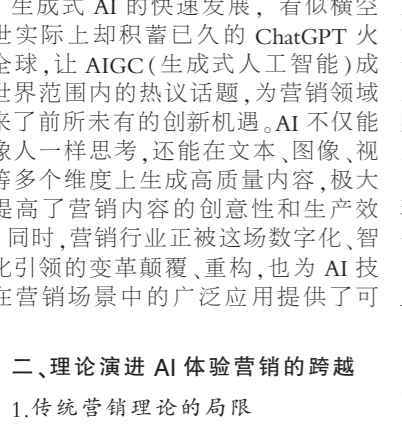 生成式 AI 的快速发展，看似横空
世实际上却积蓄已久的 ChatGPT 火
全球,让 AIGC(生成式人工智能)成
世界范围内的热议话题,为营销领域
来了前所未有的创新机遇。AI 不仅能
像人一样思考,还能在文本、图像、视
等多个维度上生成高质量内容,极大
提高了营销内容的创意性和生产效
同时,营销行业正被这场数字化、智
化引领的变革颠覆、重构,也为 AI 技
在营销场景中的广泛应用提供了可
二、理论演进 AI 体验营销的跨越
1.传统营销理论的局限